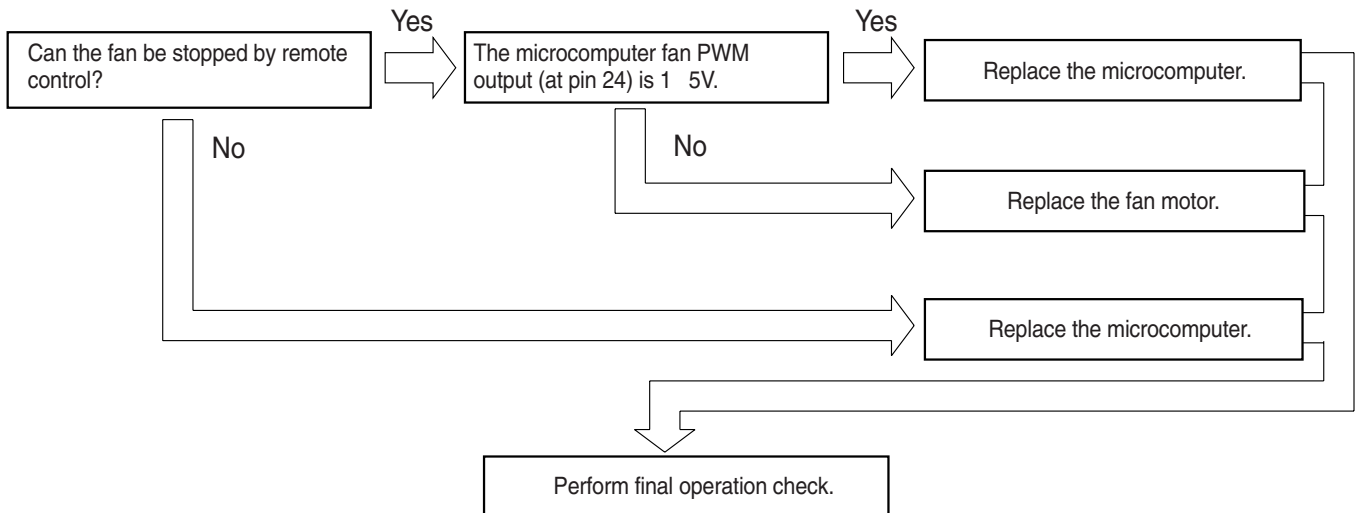 Yes
Yes
Can the fan be stopped by remote
control?
The microcomputer fan PWM
output (at pin 24) is 1 5V.
Replace the microcomputer.
No
No
Replace the fan motor.
Replace the microcomputer.
Perform final operation check.